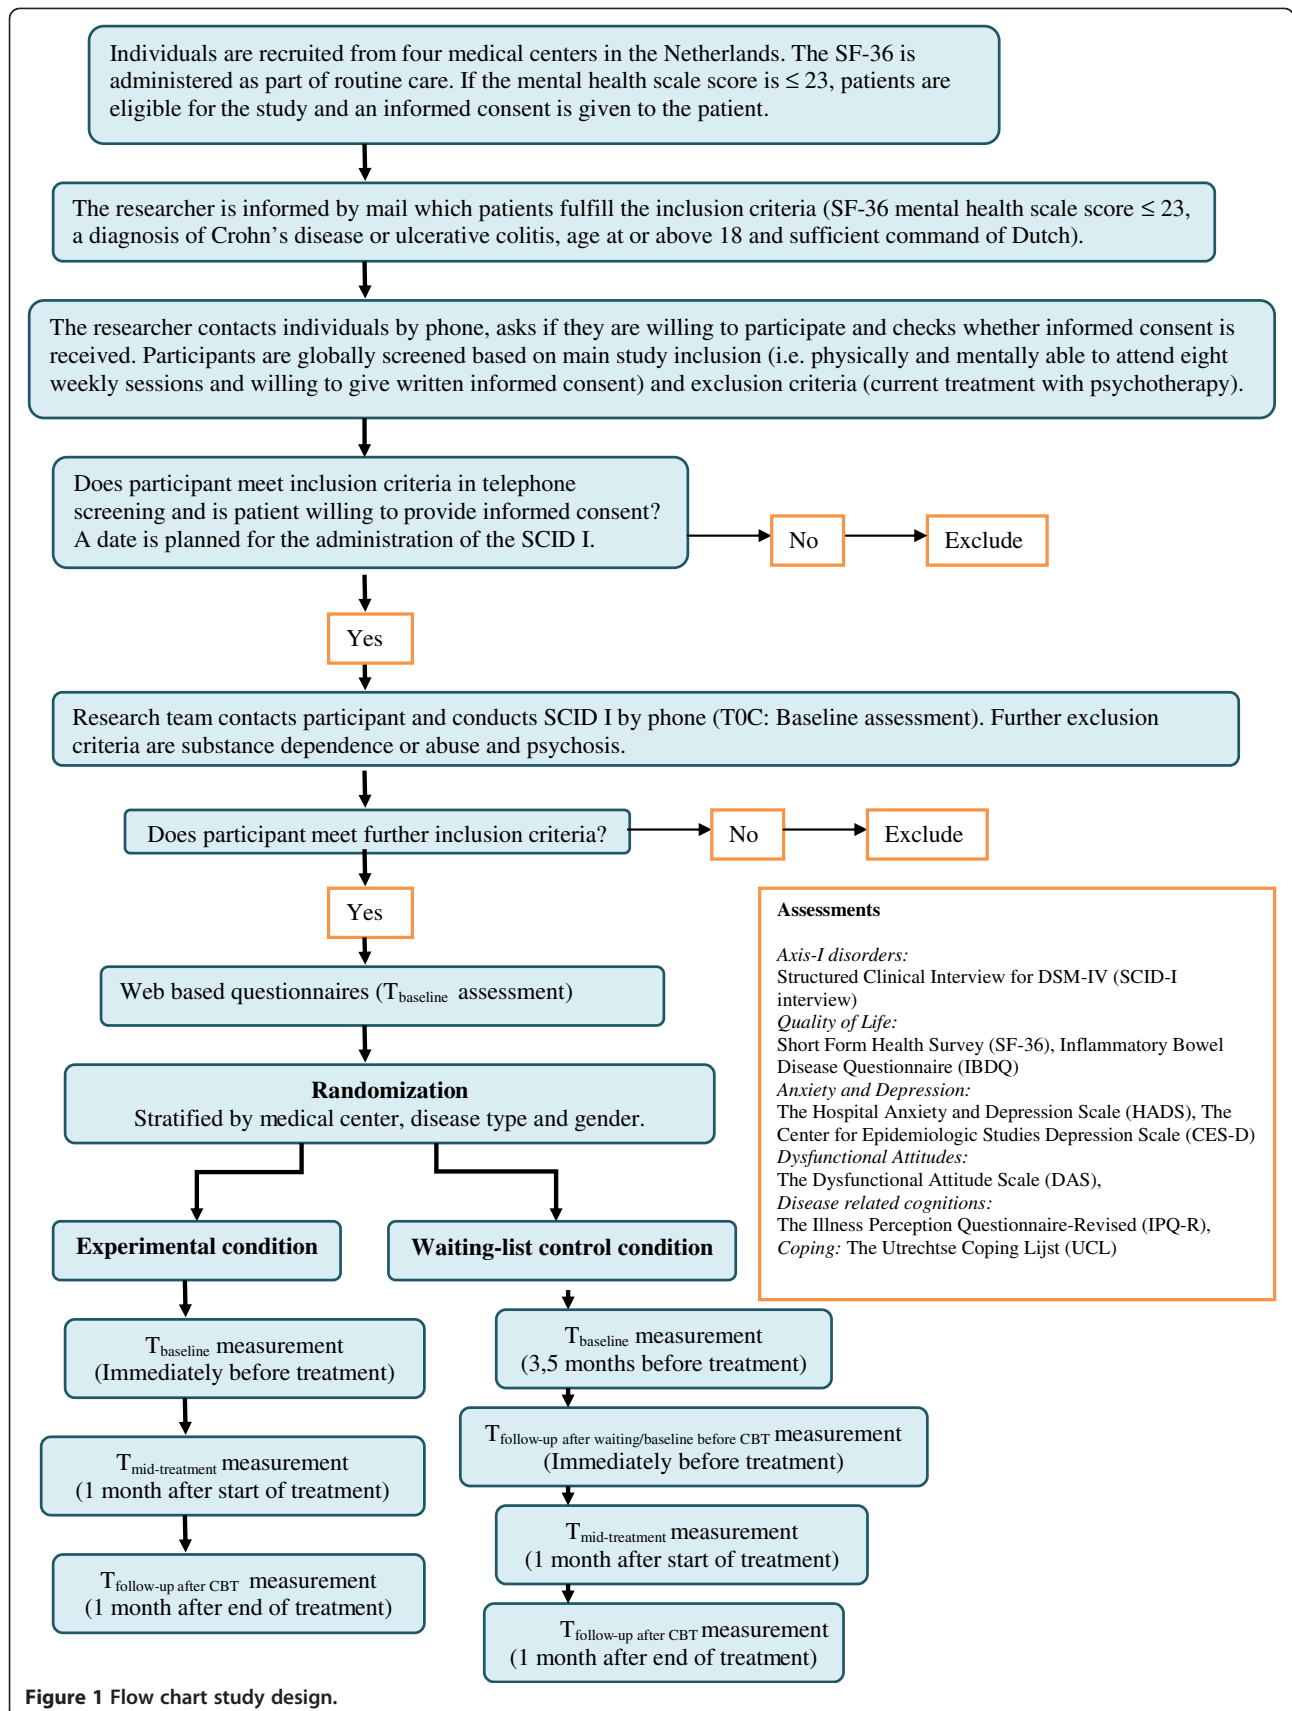 Individuals are recruited from four medical centers in the Netherlands. The SF-36 is
administered as part of routine care. If the mental health scale score is ≤ 23, patients are
eligible for the study and an informed consent is given to the patient.
The researcher is informed by mail which patients fulfill the inclusion criteria (SF-36 mental health scale score ≤ 23,
a diagnosis of Crohn's disease or ulcerative colitis, age at or above 18 and sufficient command of Dutch).
The researcher contacts individuals by phone, asks if they are willing to participate and checks whether informed consent is
received. Participants are globally screened based on main study inclusion (i.e. physically and mentally able to attend eight
weekly sessions and willing to give written informed consent) and exclusion criteria (current treatment with psychotherapy).
Does participant meet inclusion criteria in telephone
screening and is patient willing to provide informed consent?
A date is planned for the administration of the SCID I.
No
Exclude
Yes
Research team contacts participant and conducts SCID I by phone (T0C: Baseline assessment). Further exclusion
criteria are substance dependence or abuse and psychosis.
Does participant meet further inclusion criteria?
No
Exclude
Yes
Web based questionnaires (Tbaseline assessment)
Randomization
Stratified by medical center, disease type and gender.
Experimental condition
Tbaseline measurement
(Immediately before treatment)
Tmid-treatment measurement
(1 month after start of treatment)
Tfollow-up after CBT measurement
(1 month after end of treatment)
Waiting-list control condition
Tbaseline measurement
(3,5 months before treatment)
Tfollow-up after waiting/baseline before CBT measurement
(Immediately before treatment)
Tmid-treatment measurement
(1 month after start of treatment)
Tfollow-up after CBT measurement
(1 month after end of treatment)
Assessments
Axis-I disorders:
Structured Clinical Interview for DSM-IV (SCID-I
interview)
Quality of Life:
Short Form Health Survey (SF-36), Inflammatory Bowel
Disease Questionnaire (IBDQ)
Anxiety and Depression:
The Hospital Anxiety and Depression Scale (HADS), The
Center for Epidemiologic Studies Depression Scale (CES-D)
Dysfunctional Attitudes:
The Dysfunctional Attitude Scale (DAS),
Disease related cognitions:
The Illness Perception Questionnaire-Revised (IPQ-R),
Coping: The Utrechtse Coping Lijst (UCL)
Figure 1 Flow chart study design.